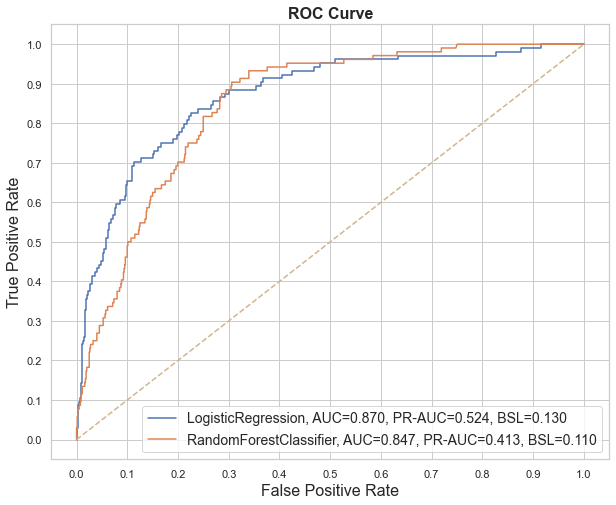 ROC Curve
1.0
0.9
0.8
0.7
0.6
0.5
0.4
0.3
0.2
0.1
0.0
True Positive Rate
LogisticRegression, AUC=0.870, PR-AUC=0.524, BSL=0.130
RandomForestClassifier, AUC=0.847, PR-AUC=0.413, BSL=0.110
0.0 0.1 0.2 0.3 0.4 0.5 0.6 0.7 0.8 0.9 1.0
False Positive Rate